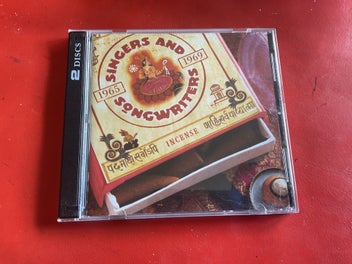 2 DISCS
SINGERS AND
SONGWRITERS
1965
1969
INCENSE